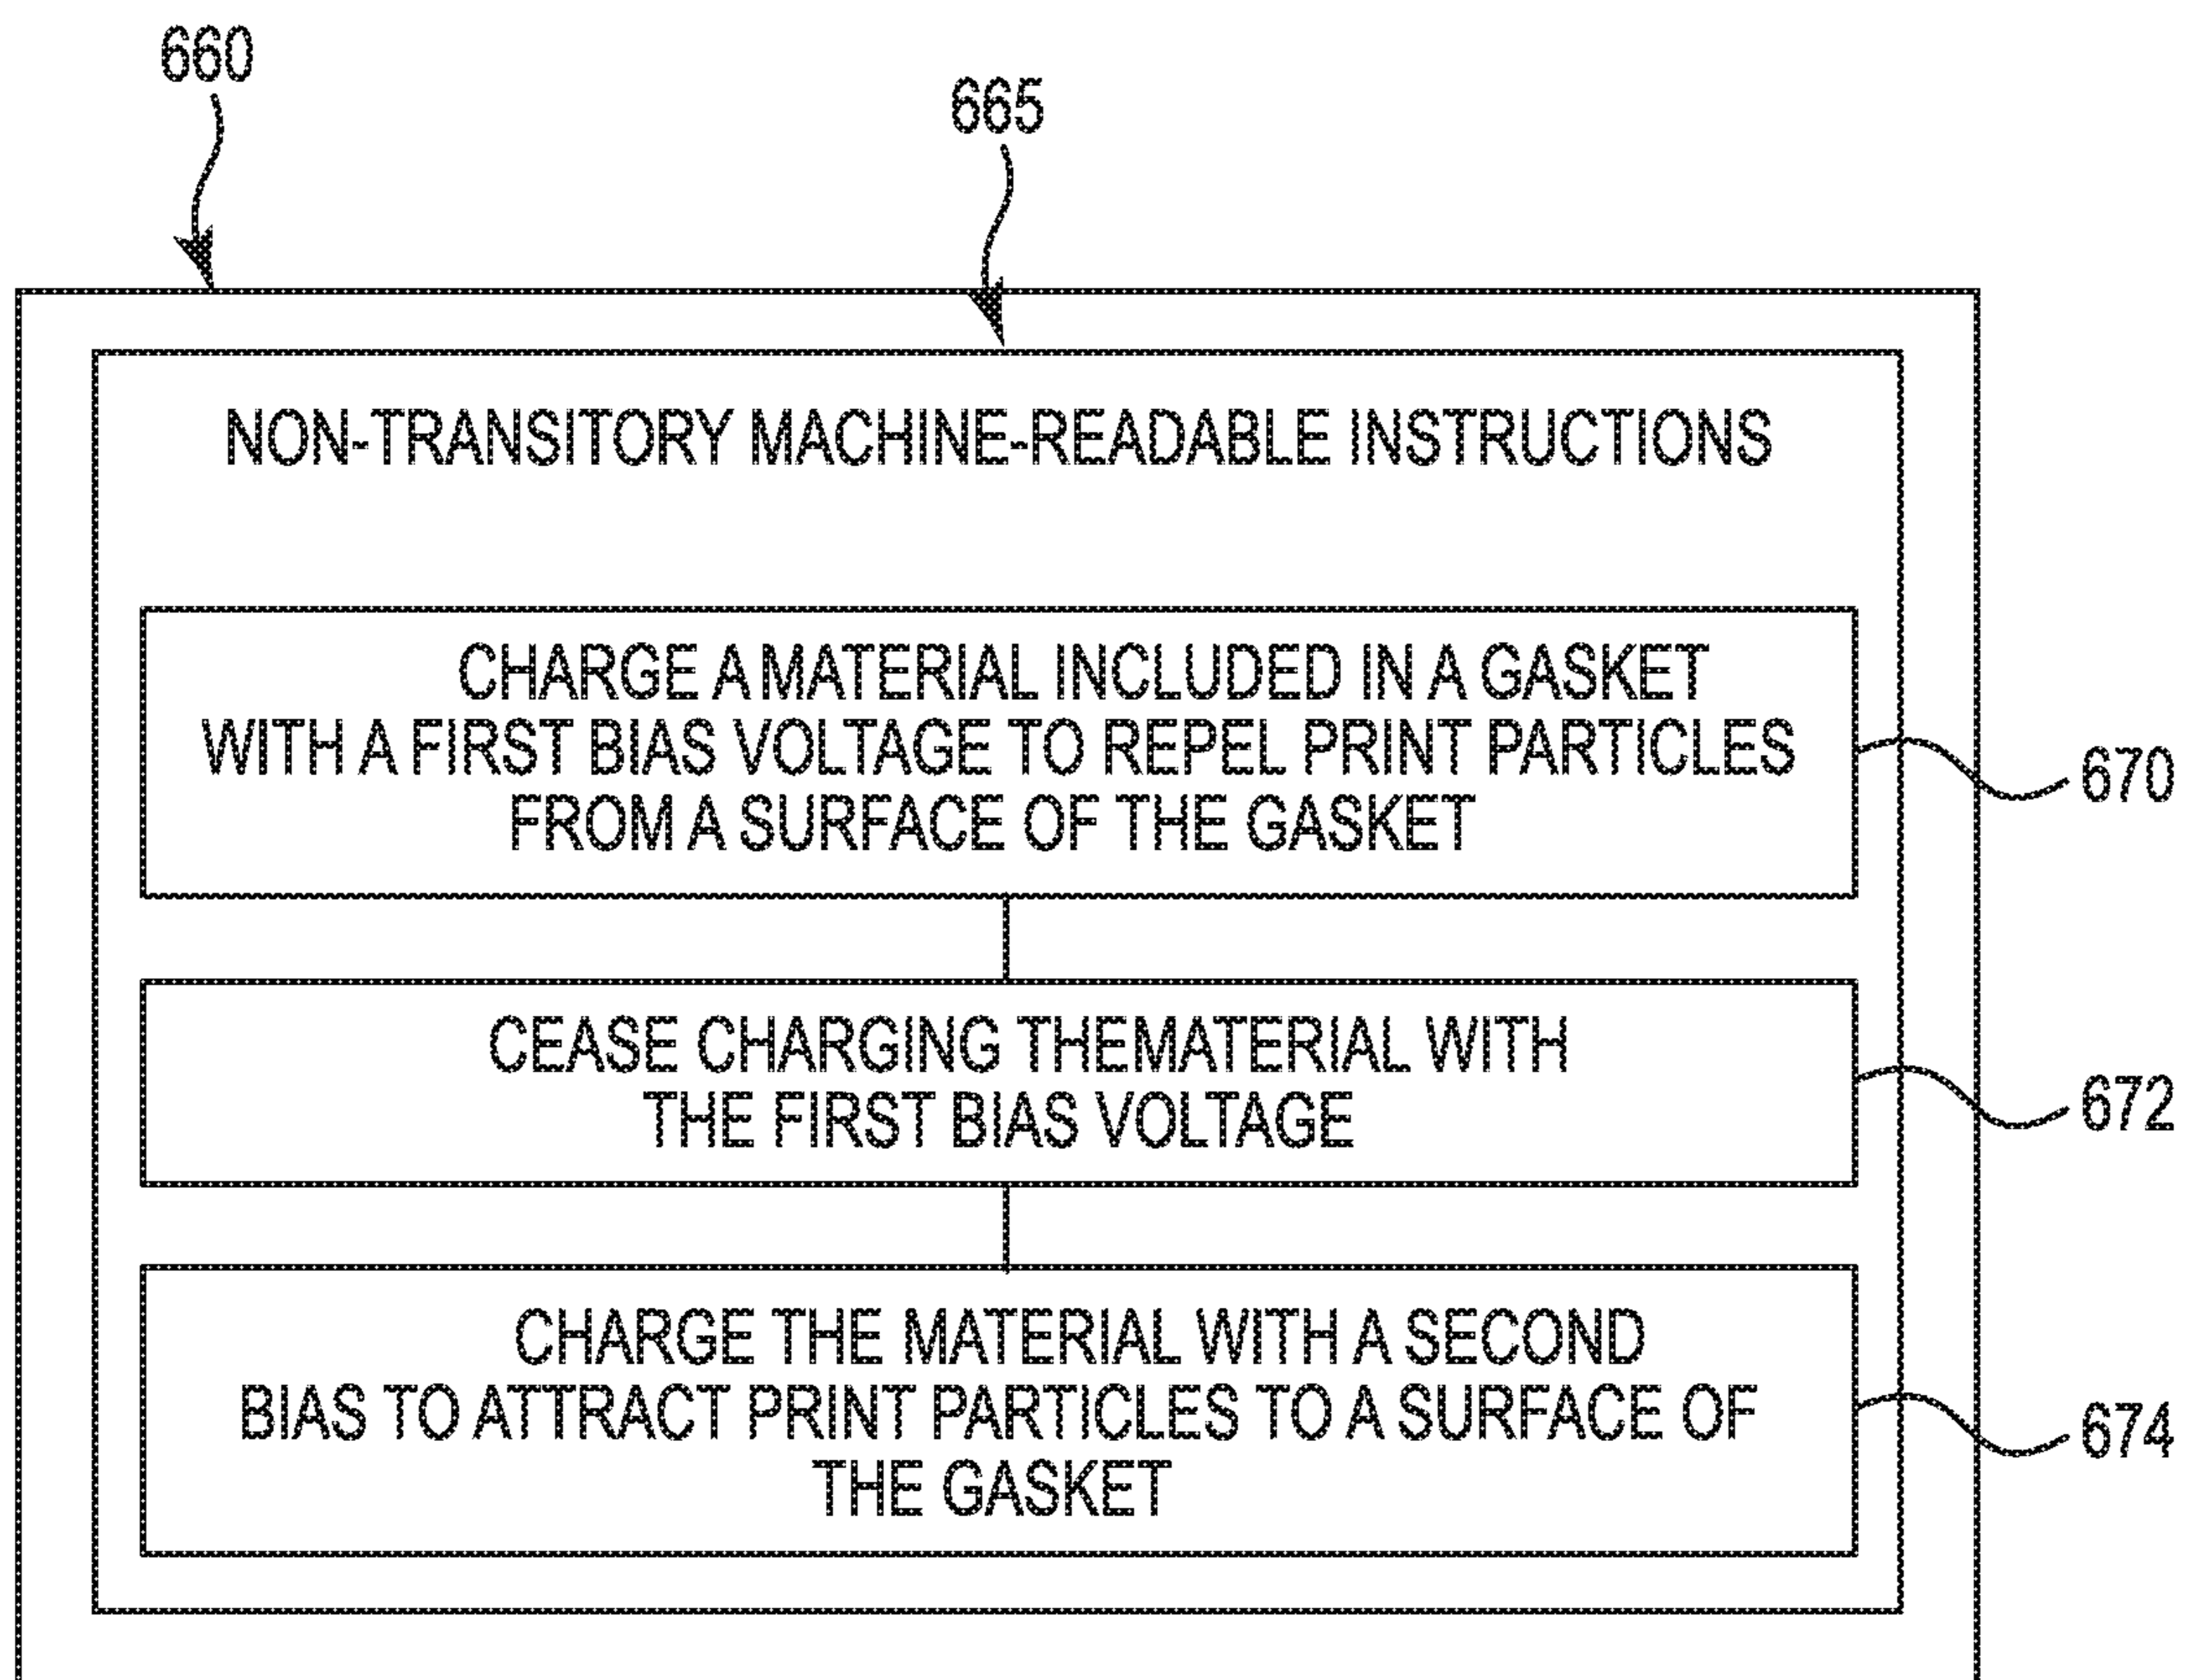 660
665
NON-TRANSITORY MACHINE-READABLE INSTRUCTIONS
CHARGE A MATERIAL INCLUDED IN A GASKET
WITH A FIRST BIAS VOLTAGE TO REPEL PRINT PARTICLES
FROM A SURFACE OF THE GASKET
670
CEASE CHARGING THEMATERIAL WITH
THE FIRST BIAS VOLTAGE
672
CHARGE THE MATERIAL WITH A SECOND
BIAS TO ATTRACT PRINT PARTICLES TO A SURFACE OF
THE GASKET
674